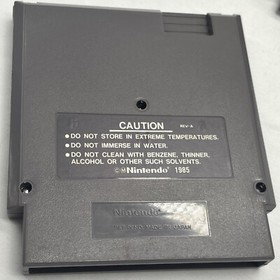 CAUTION REV-A
• DO NOT STORE IN EXTREME TEMPERATURES.
• DO NOT IMMERSE IN WATER.
• DO NOT CLEAN WITH BENZENE, THINNER,
ALCOHOL OR OTHER SUCH SOLVENTS.
©M Nintendo 1985
Nintendo